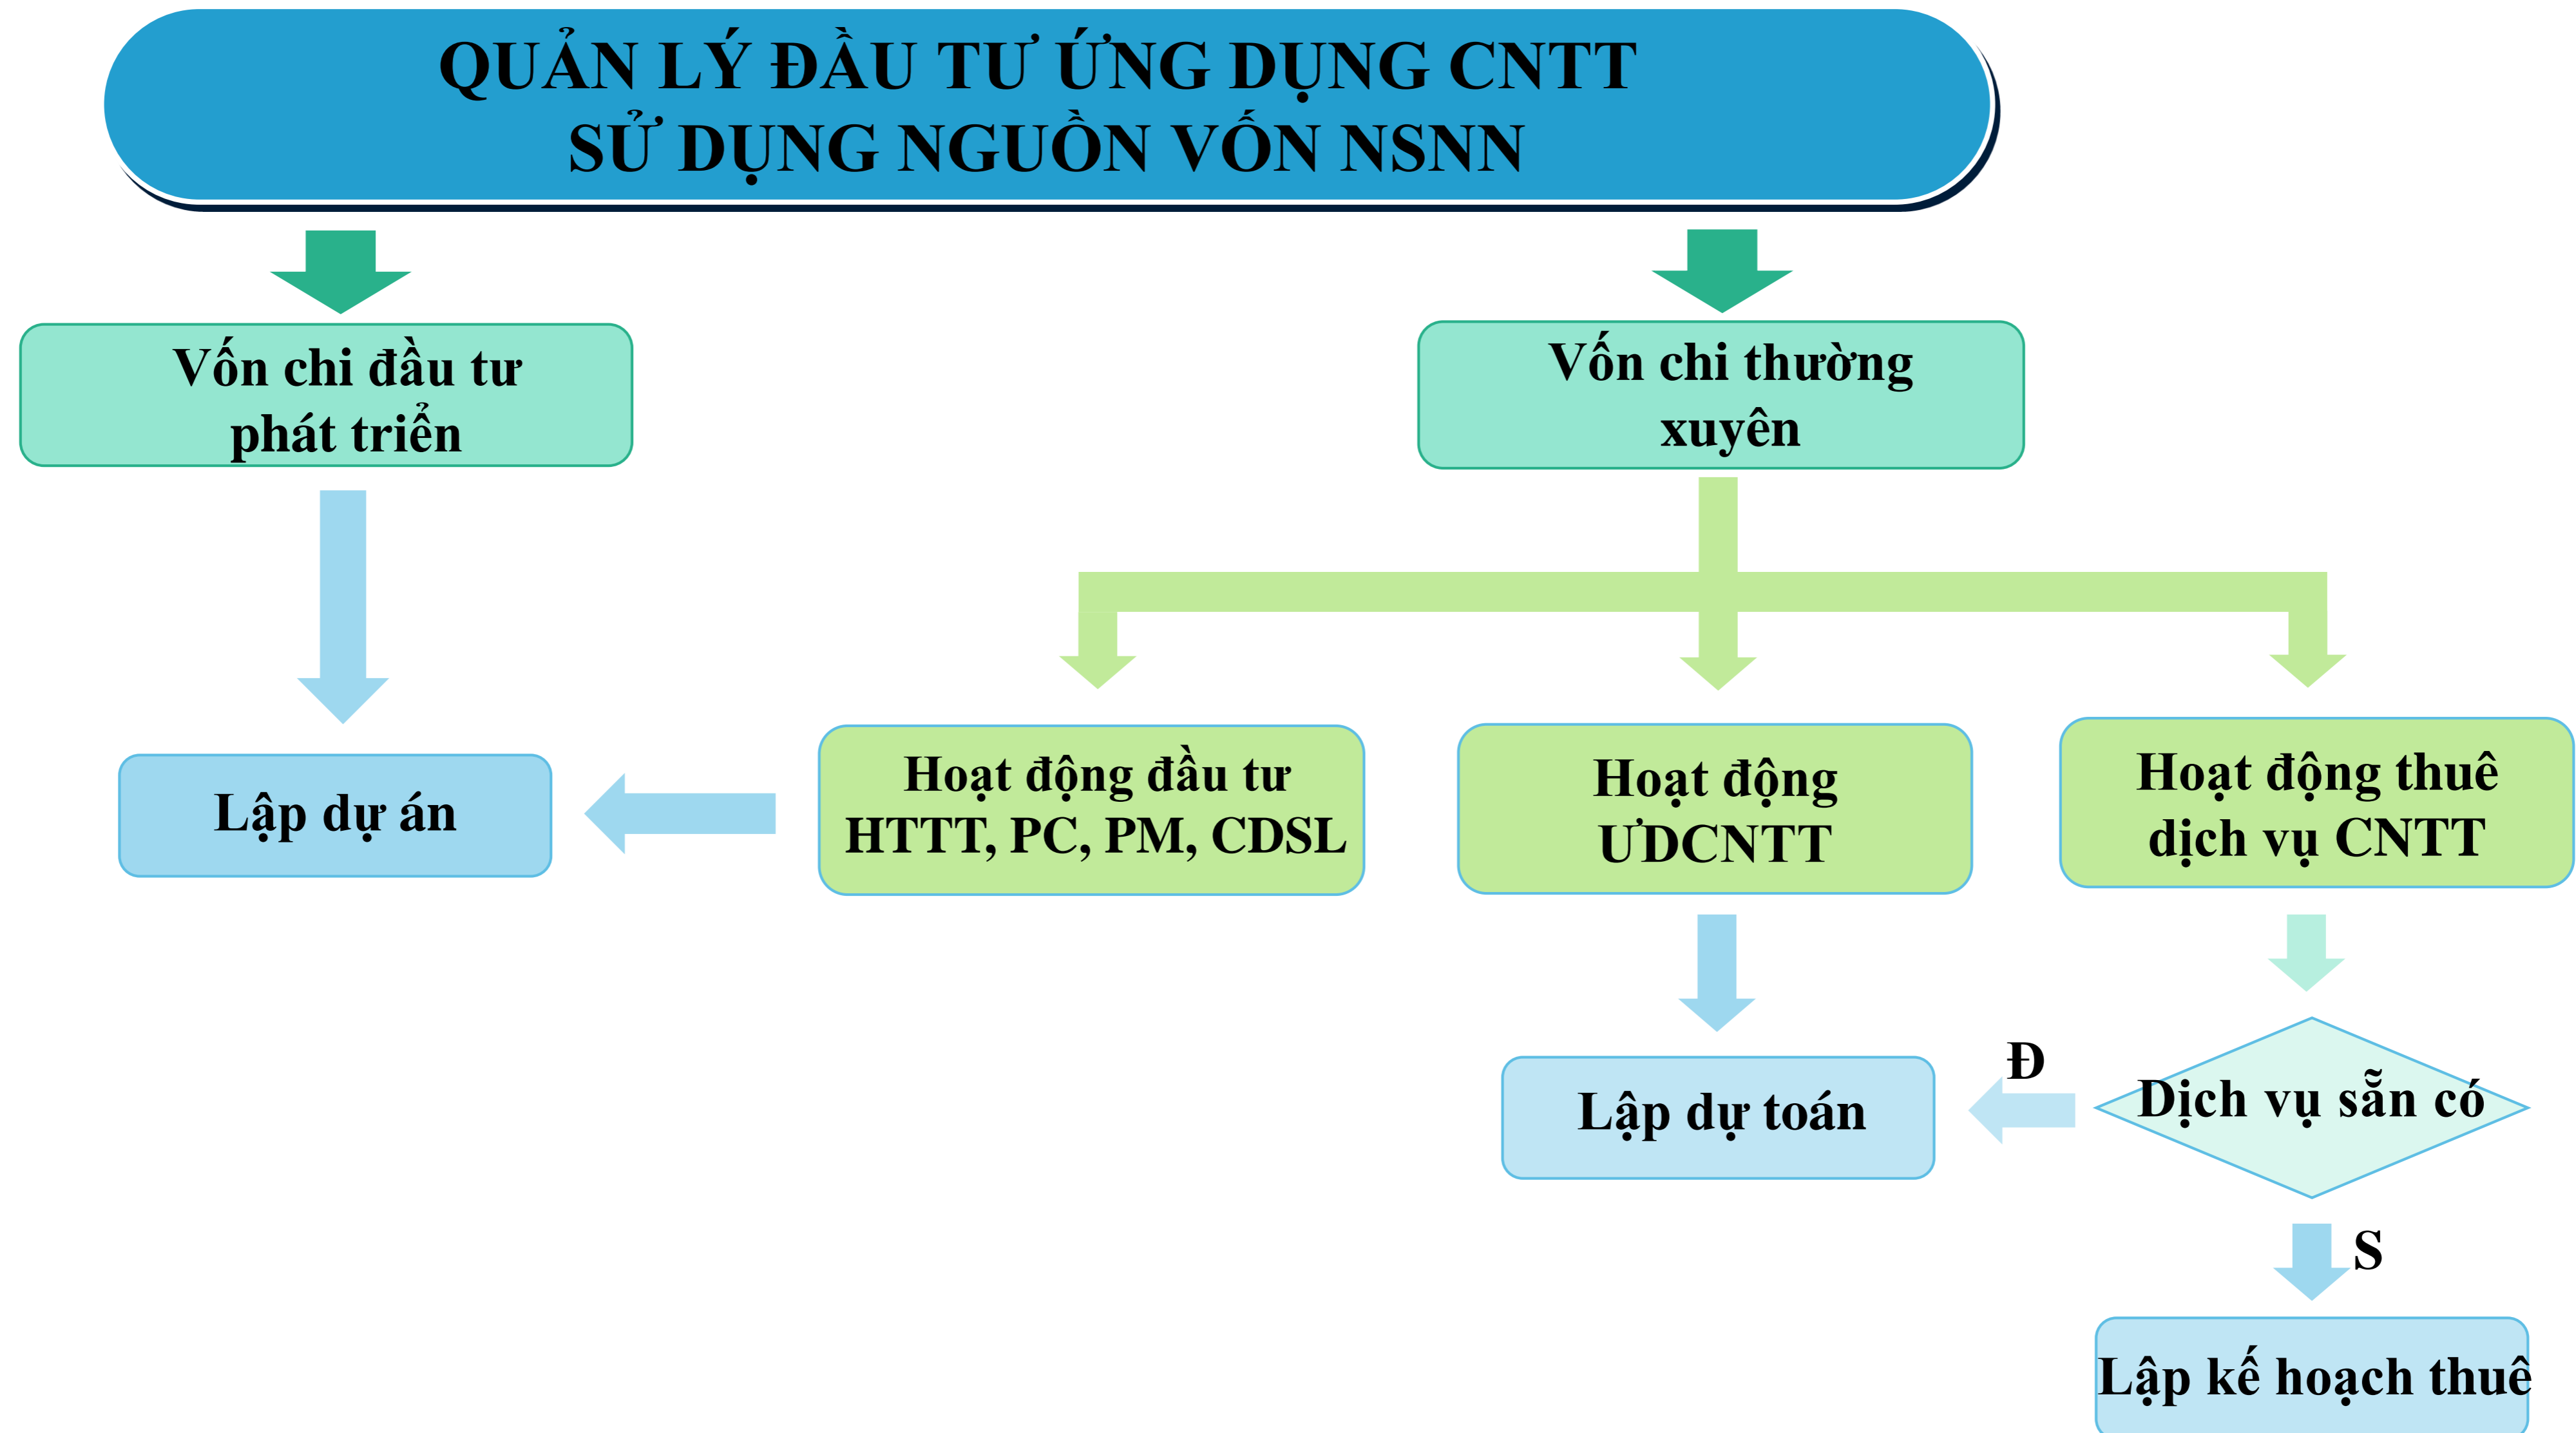 QUẢN LÝ ĐẦU TƯ ỨNG DỤNG CNTT
SỬ DỤNG NGUỒN VỐN NSNN
Vốn chi đầu tư
phát triển
Vốn chi thường
xuyên
Lập dự án
Hoạt động đầu tư
HTTT, PC, PM, CDSL
Hoạt động
ƯDCNTT
Hoạt động thuê
dịch vụ CNTT
Lập dự toán
Đ
Dịch vụ sẵn có
S
Lập kế hoạch thuê